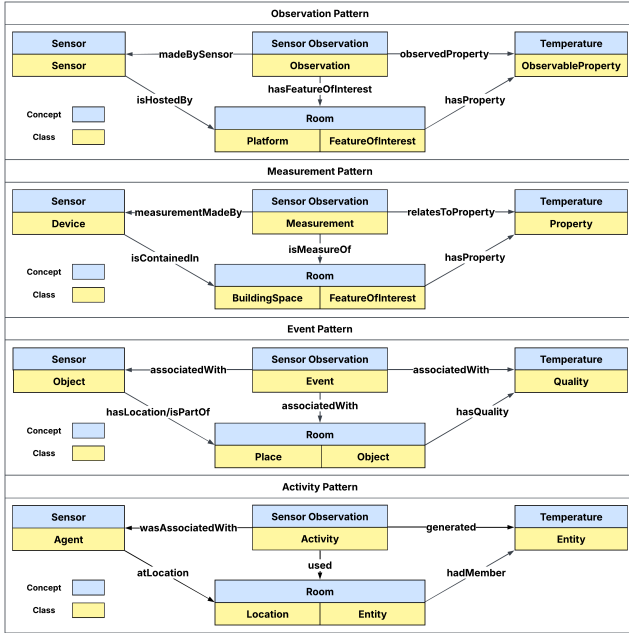 Observation Pattern
Sensor
Sensor
madeBySensor
Sensor Observation
Observation
observedProperty
Temperature
ObservableProperty
hasFeatureOfInterest
isHostedBy
hasProperty
Concept
Class
Room
Platform
FeatureOfInterest
Measurement Pattern
Sensor
Device
measurementMadeBy
Sensor Observation
Measurement
relatesToProperty
Temperature
Property
isMeasureOf
isContainedIn
hasProperty
Concept
Class
Room
BuildingSpace
FeatureOfInterest
Event Pattern
Sensor
Object
associatedWith
Sensor Observation
Event
associatedWith
Temperature
Quality
associatedWith
hasLocation/isPartOf
hasQuality
Concept
Class
Room
Place
Object
Activity Pattern
Sensor
Agent
wasAssociatedWith
Sensor Observation
Activity
generated
Temperature
Entity
used
atLocation
hadMember
Concept
Class
Room
Location
Entity